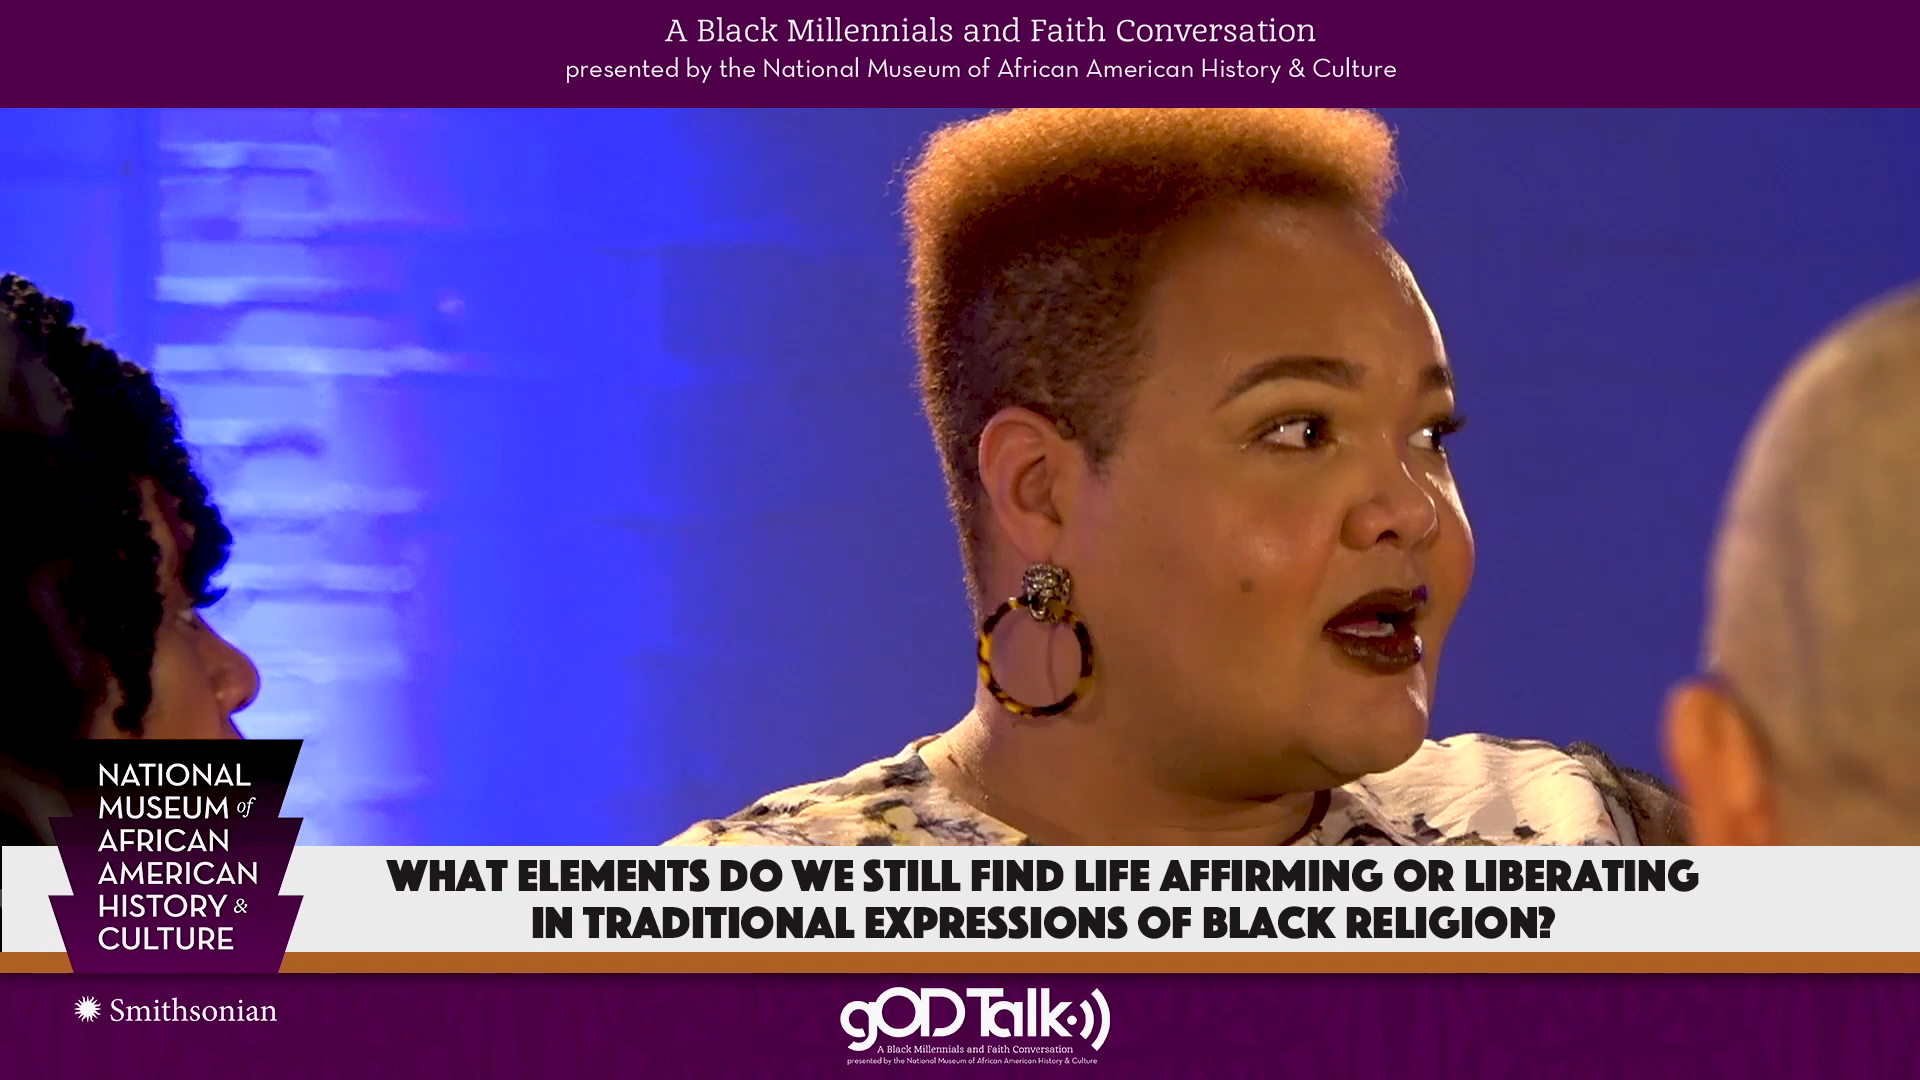 A Black Millennials and Faith Conversation
presented by the National Museum of African American History & Culture
NATIONAL
MUSEUM of
AFRICAN
AMERICAN
HISTORY &
CULTURE
WHAT ELEMENTS DO WE STILL FIND LIFE AFFIRMING OR LIBERATING
IN TRADITIONAL EXPRESSIONS OF BLACK RELIGION?
Smithsonian
gOD Talk
A Black Millennials and Faith Conversation
presented by the National Museum of African American History & Culture